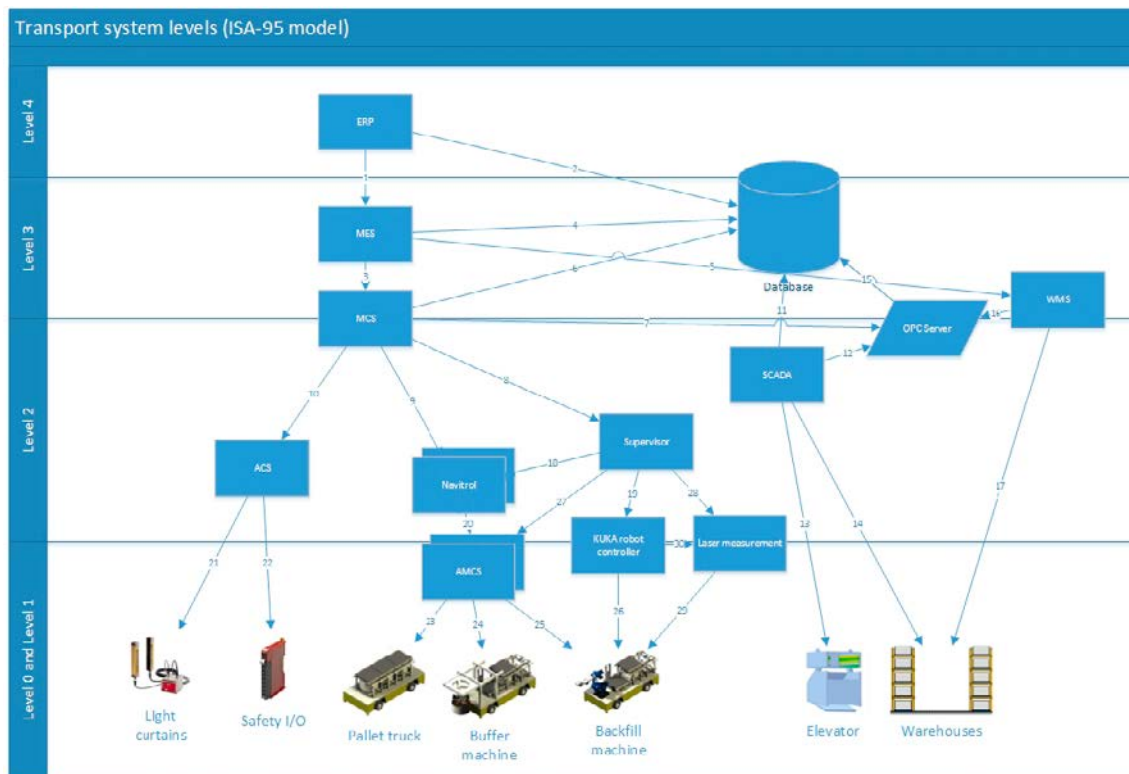 Transport system levels (ISA-95 model)
Level 4
ERP
2
1
Level 3
MES
4
3
6
5
15
Database
MCS
WMS
11
7
OPC Server
16
12
SCADA
Level 2
8
10
9
Supervisor
ACS
Navitrol
18
17
27
19
28
20
13
14
KUKA robot
controller
30
Laser measurement
Level 0 and Level 1
AMCS
21
22
23
24
25
26
29
Light
curtains
Safety I/O
Pallet truck
Buffer
machine
Backfill
machine
Elevator
Warehouses